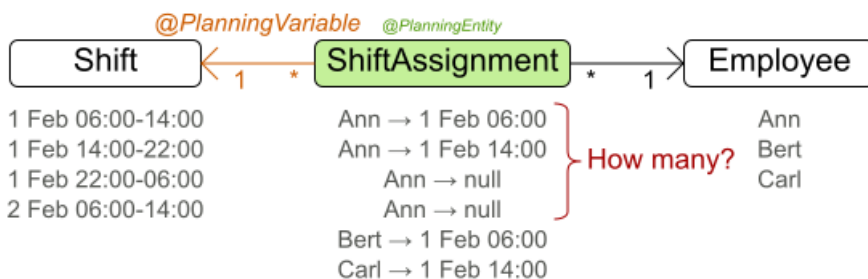 @PlanningVariable @PlanningEntity
Shift 1 * ShiftAssignment * 1 Employee
1 Feb 06:00-14:00 Ann → 1 Feb 06:00 Ann
1 Feb 14:00-22:00 Ann → 1 Feb 14:00 How many? Bert
1 Feb 22:00-06:00 Ann → null Carl
2 Feb 06:00-14:00 Ann → null
Bert → 1 Feb 06:00
Carl → 1 Feb 14:00